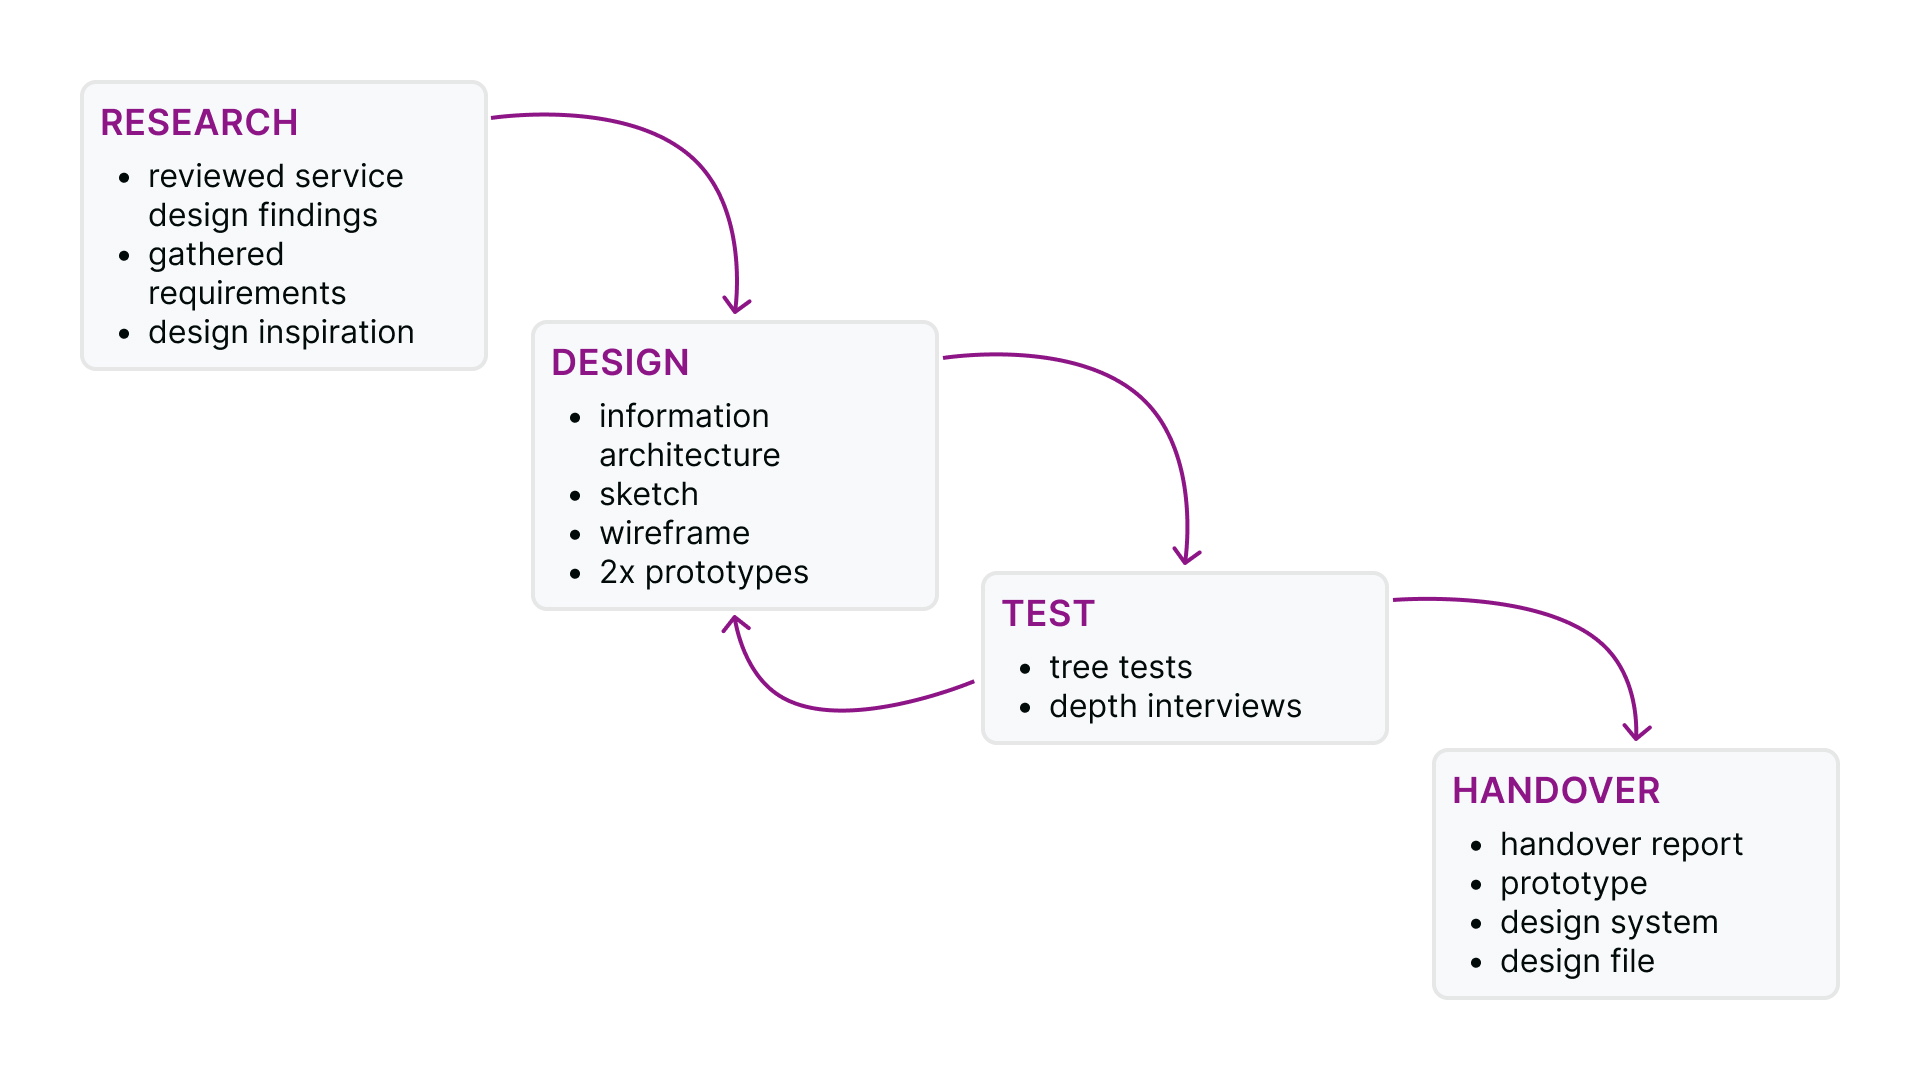 RESEARCH
• reviewed service
design findings
• gathered
requirements
• design inspiration
DESIGN
• information
architecture
• sketch
• wireframe
• 2x prototypes
TEST
• tree tests
• depth interviews
HANDOVER
• handover report
• prototype
• design system
• design file